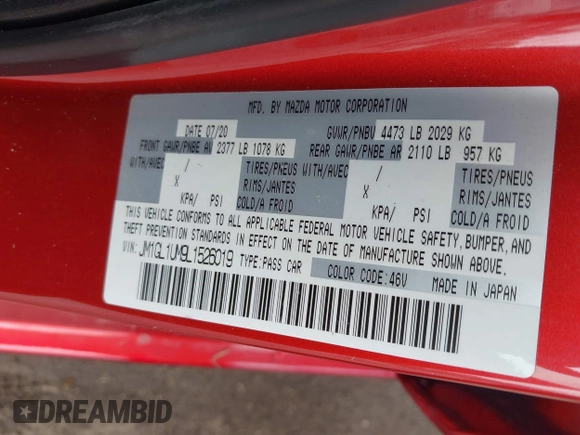 MFD. BY MAZDA MOTOR CORPORATION
DATE 07/20 GVWR/PNBV 4473 LB 2029 KG
FRONT GAWR/PNBE AV 2377 LB 1078 KG REAR GAWR/PNBE AR 2110 LB 957 KG
WITH/AVEC / TIRES/PNEUS WITH/AVEC / TIRES/PNEUS
X RIMS/JANTES X RIMS/JANTES
KPA/ PSI COLD/A FROID KPA/ PSI COLD/A FROID
THIS VEHICLE CONFORMS TO ALL APPLICABLE FEDERAL MOTOR VEHICLE SAFETY, BUMPER, AND
THEFT PREVENTION STANDARDS IN EFFECT ON THE DATE OF MANUFACTURE SHOWN ABOVE.
VIN: JM1GL1UM9L1526019 TYPE:PASS CAR COLOR CODE:46V MADE IN JAPAN
DREAMBID